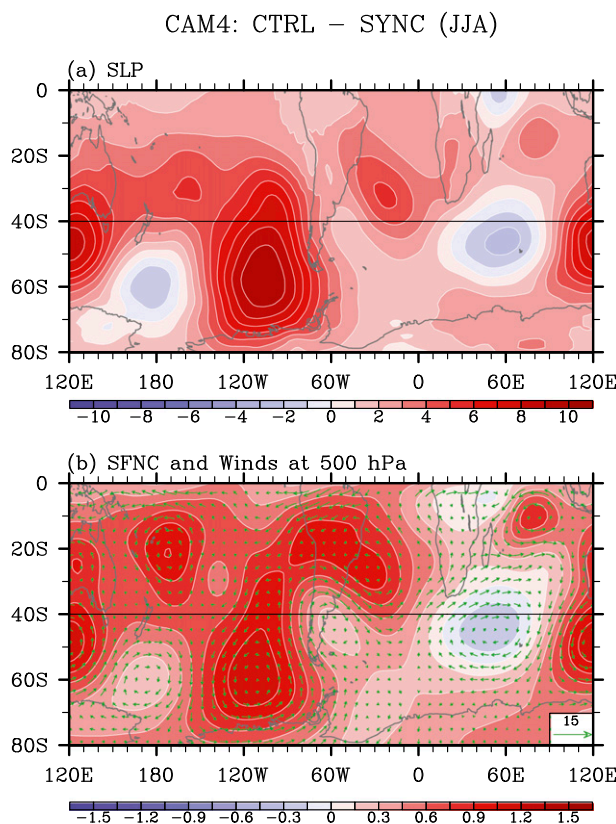 CAM4: CTRL − SYNC (JJA)
(a) SLP
0
20S
40S
60S
80S
120E 180 120W 60W 0 60E 120E
−10 −8 −6 −4 −2 0 2 4 6 8 10
(b) SFNC and Winds at 500 hPa
0
20S
40S
60S
80S
15
120E 180 120W 60W 0 60E 120E
−1.5 −1.2 −0.9 −0.6 −0.3 0 0.3 0.6 0.9 1.2 1.5